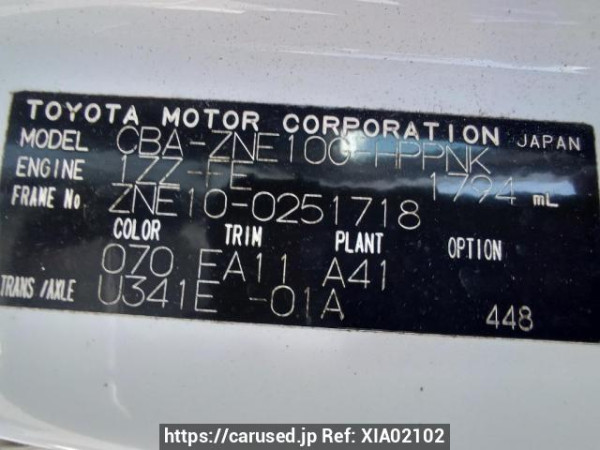 TOYOTA MOTOR CORPORATION JAPAN
MODEL CBA-ZNE10G-HPPNK
ENGINE 1ZZ-FE 1794 mL
FRAME No. ZNE10-0251718
COLOR TRIM PLANT OPTION
070 FA11 A41
TRANS/AXLE U341E -01A
448
https://carused.jp Ref: XIA02102